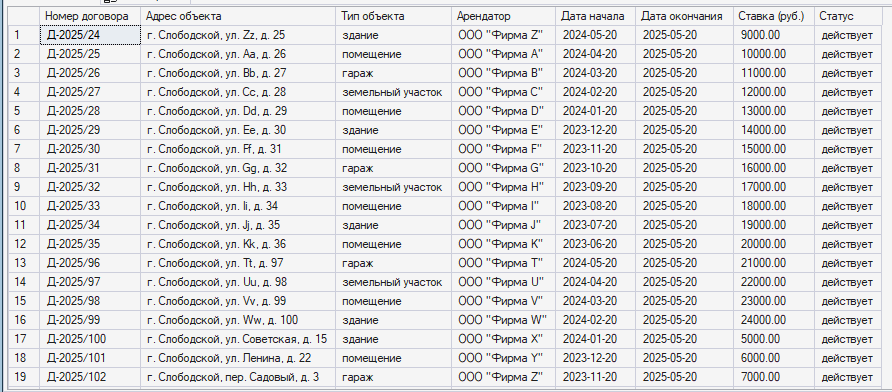 Номер договора Адрес объекта Тип объекта Арендатор Дата начала Дата окончания Ставка (руб.) Статус
1 Д-2025/24 г. Слободской, ул. Zz, д. 25 здание ООО "Фирма Z" 2024-05-20 2025-05-20 9000.00 действует
2 Д-2025/25 г. Слободской, ул. Aa, д. 26 помещение ООО "Фирма A" 2024-04-20 2025-05-20 10000.00 действует
3 Д-2025/26 г. Слободской, ул. Bb, д. 27 гараж ООО "Фирма B" 2024-03-20 2025-05-20 11000.00 действует
4 Д-2025/27 г. Слободской, ул. Cc, д. 28 земельный участок ООО "Фирма C" 2024-02-20 2025-05-20 12000.00 действует
5 Д-2025/28 г. Слободской, ул. Dd, д. 29 помещение ООО "Фирма D" 2024-01-20 2025-05-20 13000.00 действует
6 Д-2025/29 г. Слободской, ул. Ee, д. 30 здание ООО "Фирма E" 2023-12-20 2025-05-20 14000.00 действует
7 Д-2025/30 г. Слободской, ул. Ff, д. 31 помещение ООО "Фирма F" 2023-11-20 2025-05-20 15000.00 действует
8 Д-2025/31 г. Слободской, ул. Gg, д. 32 гараж ООО "Фирма G" 2023-10-20 2025-05-20 16000.00 действует
9 Д-2025/32 г. Слободской, ул. Hh, д. 33 земельный участок ООО "Фирма H" 2023-09-20 2025-05-20 17000.00 действует
10 Д-2025/33 г. Слободской, ул. Ii, д. 34 помещение ООО "Фирма I" 2023-08-20 2025-05-20 18000.00 действует
11 Д-2025/34 г. Слободской, ул. Jj, д. 35 здание ООО "Фирма J" 2023-07-20 2025-05-20 19000.00 действует
12 Д-2025/35 г. Слободской, ул. Kk, д. 36 помещение ООО "Фирма K" 2023-06-20 2025-05-20 20000.00 действует
13 Д-2025/96 г. Слободской, ул. Tt, д. 97 гараж ООО "Фирма T" 2024-05-20 2025-05-20 21000.00 действует
14 Д-2025/97 г. Слободской, ул. Uu, д. 98 земельный участок ООО "Фирма U" 2024-04-20 2025-05-20 22000.00 действует
15 Д-2025/98 г. Слободской, ул. Vv, д. 99 помещение ООО "Фирма V" 2024-03-20 2025-05-20 23000.00 действует
16 Д-2025/99 г. Слободской, ул. Ww, д. 100 здание ООО "Фирма W" 2024-02-20 2025-05-20 24000.00 действует
17 Д-2025/100 г. Слободской, ул. Советская, д. 15 здание ООО "Фирма X" 2024-01-20 2025-05-20 5000.00 действует
18 Д-2025/101 г. Слободской, ул. Ленина, д. 22 помещение ООО "Фирма Y" 2023-12-20 2025-05-20 6000.00 действует
19 Д-2025/102 г. Слободской, пер. Садовый, д. 3 гараж ООО "Фирма Z" 2023-11-20 2025-05-20 7000.00 действует